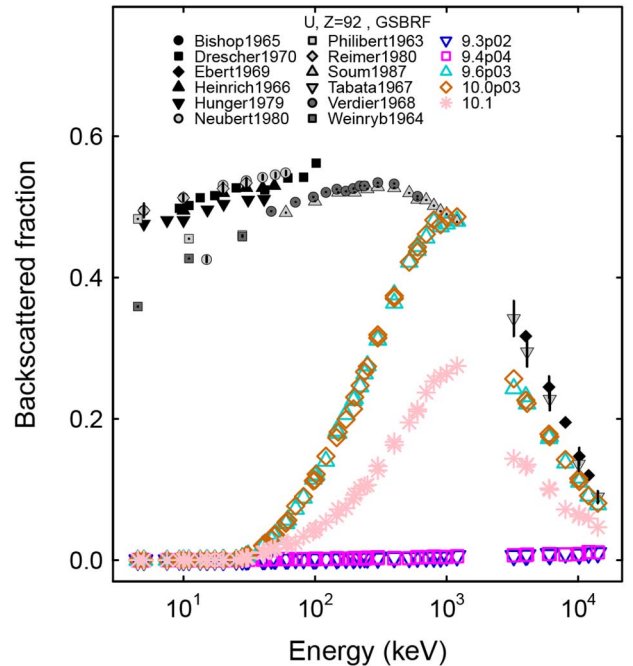 U, Z=92 , GSBRF
Bishop1965 Philibert1963 9.3p02
Drescher1970 Reimer1980 9.4p04
Ebert1969 Soum1987 9.6p03
Heinrich1966 Tabata1967 10.0p03
Hunger1979 Verdier1968 10.1
Neubert1980 Weinryb1964
0.6
0.4
0.2
0.0
Backscattered fraction
10¹ 10² 10³ 10⁴
Energy (keV)